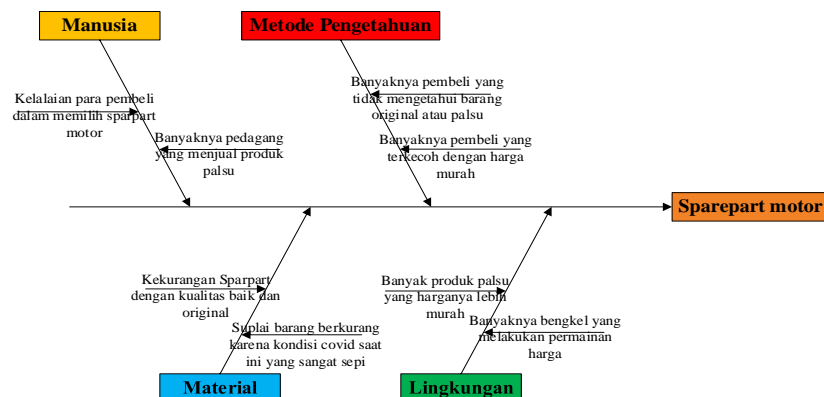 Manusia
Metode Pengetahuan
Kelalaian para pembeli
dalam memilih sparpart
motor
Banyaknya pedagang
yang menjual produk
palsu
Banyaknya pembeli yang
tidak mengetahui barang
original atau palsu
Banyaknya pembeli yang
terkecoh dengan harga
murah
Sparepart motor
Kekurangan Sparpart
dengan kualitas baik dan
original
Suplai barang berkurang
karena kondisi covid saat
ini yang sangat sepi
Banyak produk palsu
yang harganya lebih
murah
Banyaknya bengkel yang
melakukan permainan
harga
Material
Lingkungan